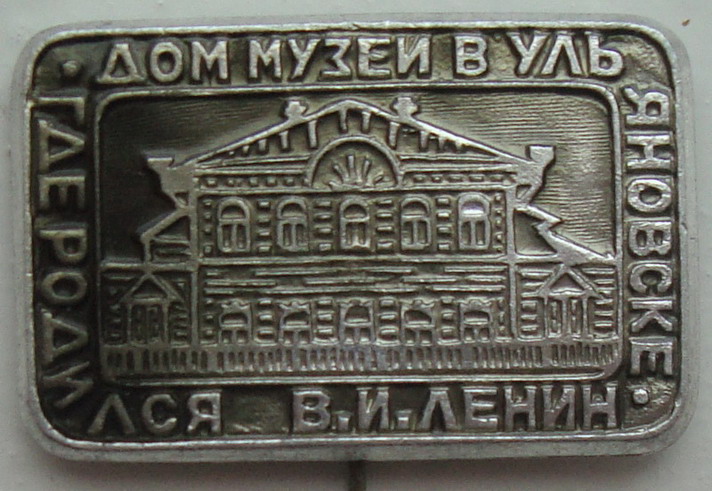 ДОМ МУЗЕЙ В УЛЬ
ЯНОВСКЕ
ГДЕ РОДИ
ЛСЯ В.И.ЛЕНИН